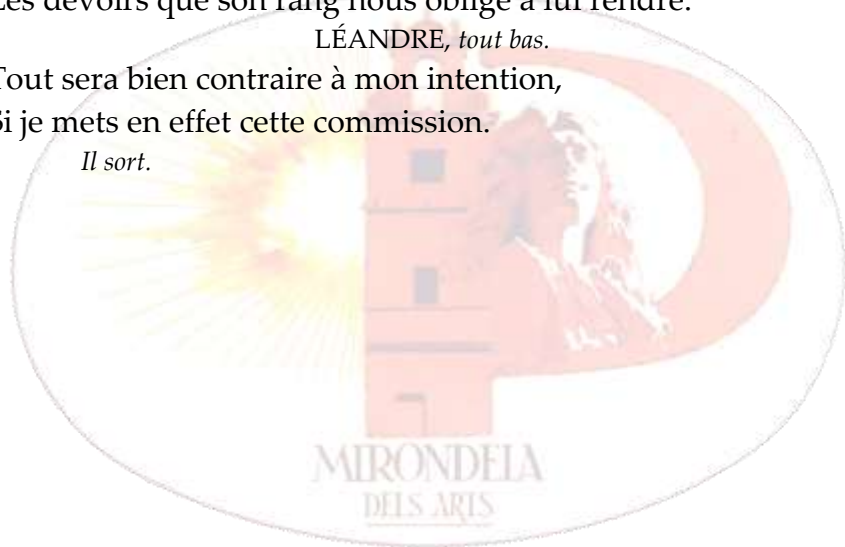 Les devoirs que son rang nous oblige à lui rendre.
LÉANDRE, tout bas.
Tout sera bien contraire à mon intention,
Si je mets en effet cette commission.
Il sort.
MIRONDELA
DELS ARTS